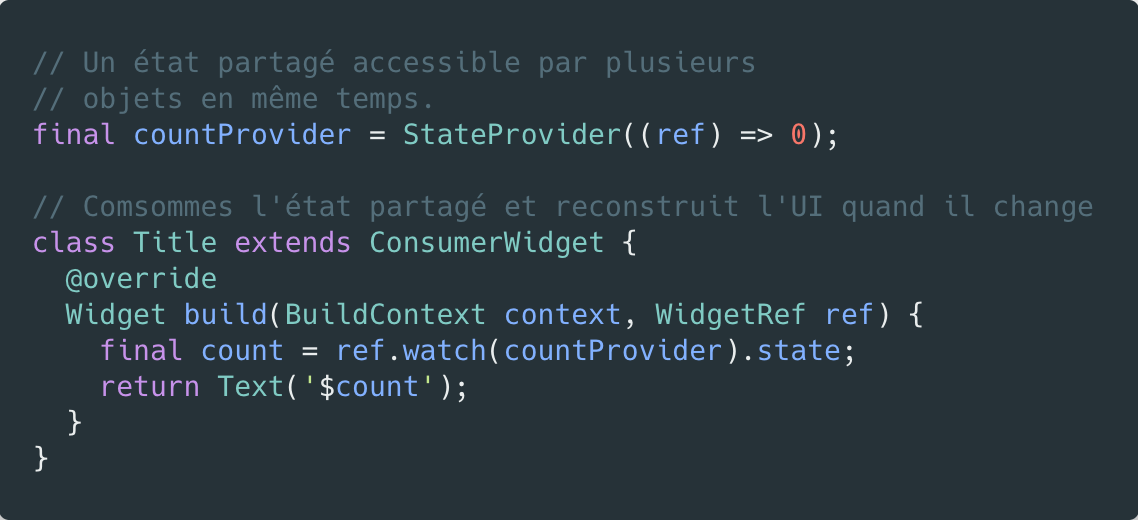 // Un état partagé accessible par plusieurs
// objets en même temps.
final countProvider = StateProvider((ref) => 0);
// Comsommes l'état partagé et reconstruit l'UI quand il change
class Title extends ConsumerWidget {
@override
Widget build(BuildContext context, WidgetRef ref) {
final count = ref.watch(countProvider).state;
return Text('$count');
}
}